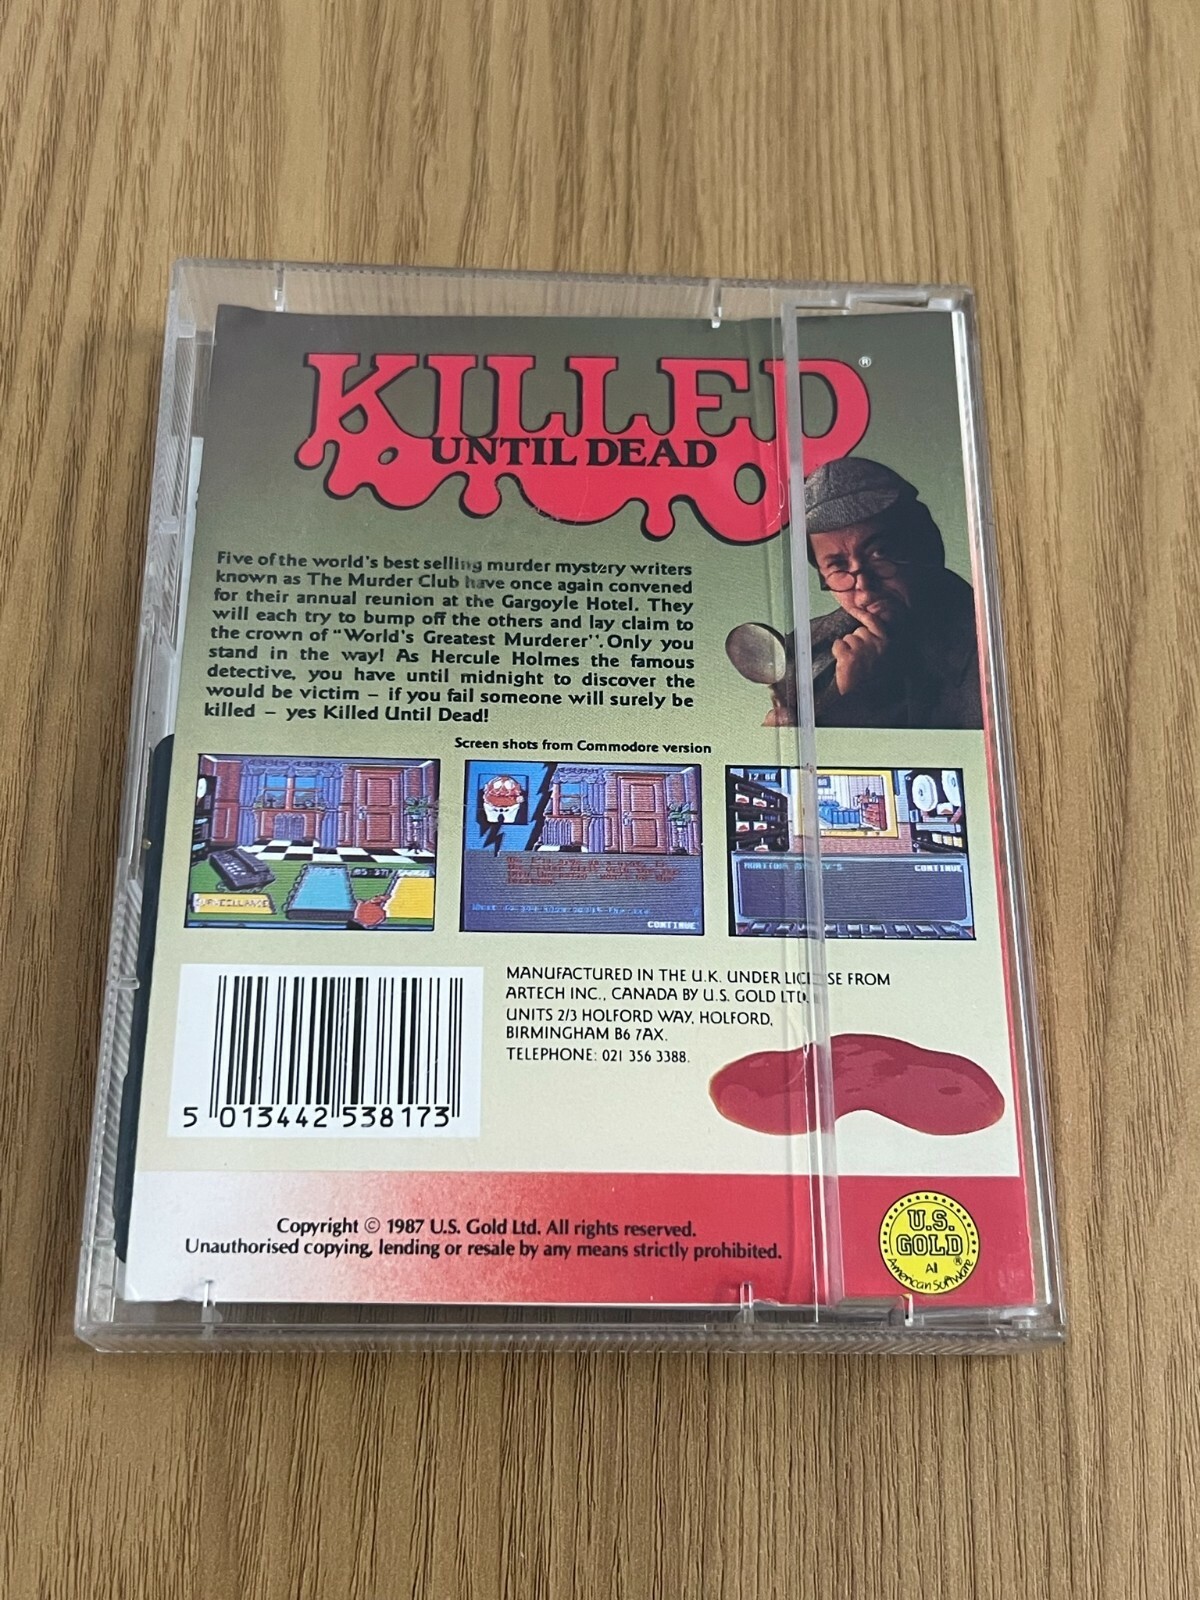 KILLED®
UNTIL DEAD
Five of the world's best selling murder mystery writers
known as The Murder Club have once again convened
for their annual reunion at the Gargoyle Hotel. They
will each try to bump off the others and lay claim to
the crown of "World's Greatest Murderer". Only you
stand in the way! As Hercule Holmes the famous
detective, you have until midnight to discover the
would be victim – if you fail someone will surely be
killed – yes Killed Until Dead!
Screen shots from Commodore version
SURVEILLANCE
CONTINUE
CONTINUE
MANUFACTURED IN THE U.K. UNDER LICENSE FROM
ARTECH INC., CANADA BY U.S. GOLD LTD.
UNITS 2/3 HOLFORD WAY, HOLFORD,
BIRMINGHAM B6 7AX.
TELEPHONE: 021 356 3388.
5 013442 538173
Copyright © 1987 U.S. Gold Ltd. All rights reserved.
Unauthorised copying, lending or resale by any means strictly prohibited.
U.S.
GOLD®
All
American Software